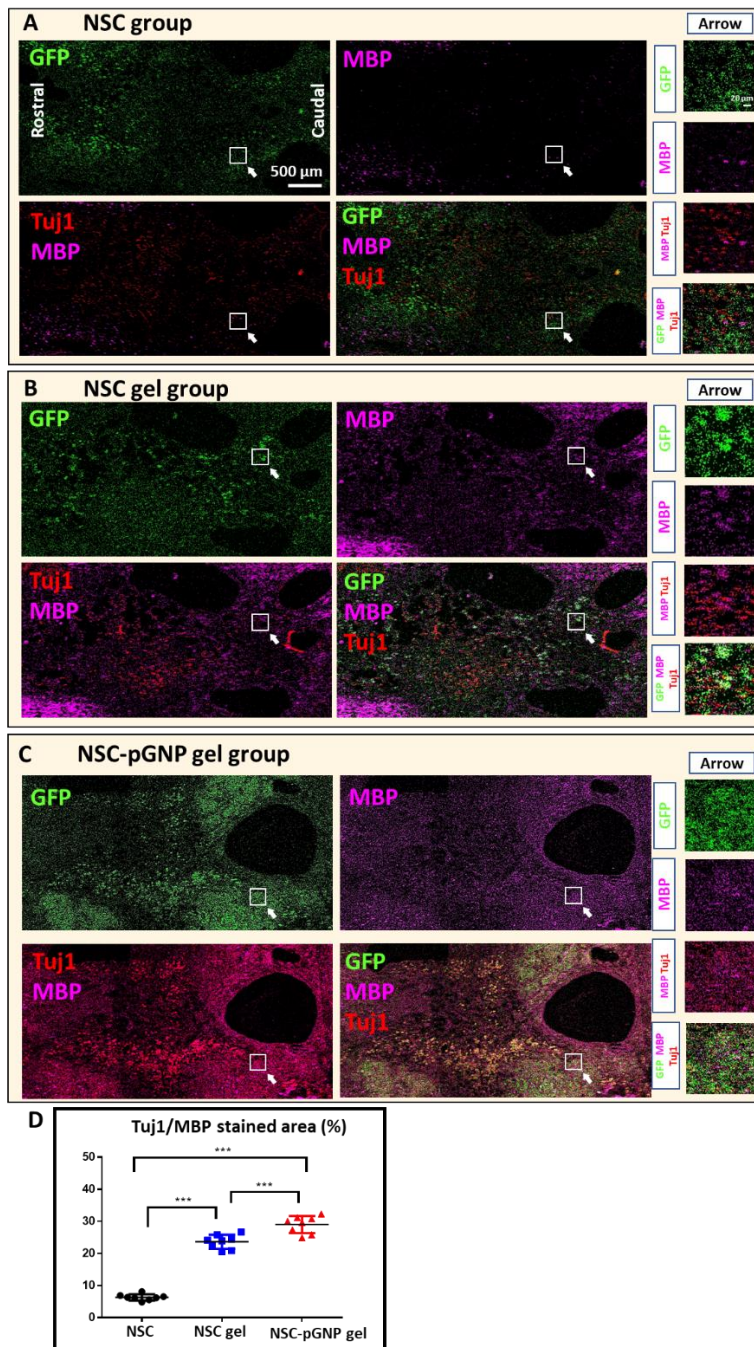 A NSC group
Arrow
GFP
Rostral
Caudal
500 µm
MBP
GFP
20 µm
MBP
Tuj1
MBP
GFP
MBP
Tuj1
MBP Tuj1
GFP MBP
Tuj1
B NSC gel group
Arrow
GFP
MBP
GFP
MBP
Tuj1
MBP
GFP
MBP
Tuj1
MBP Tuj1
GFP MBP
Tuj1
C NSC-pGNP gel group
Arrow
GFP
MBP
GFP
MBP
Tuj1
MBP
GFP
MBP
Tuj1
MBP Tuj1
GFP MBP
Tuj1
D
Tuj1/MBP stained area (%)
50
40
30
20
10
0
***
***
***
NSC
NSC gel
NSC-pGNP gel